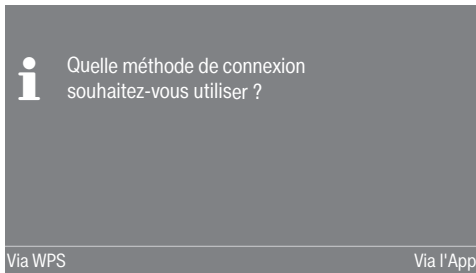 Quelle méthode de connexion
souhaitez-vous utiliser ?
Via WPS
Via l'App